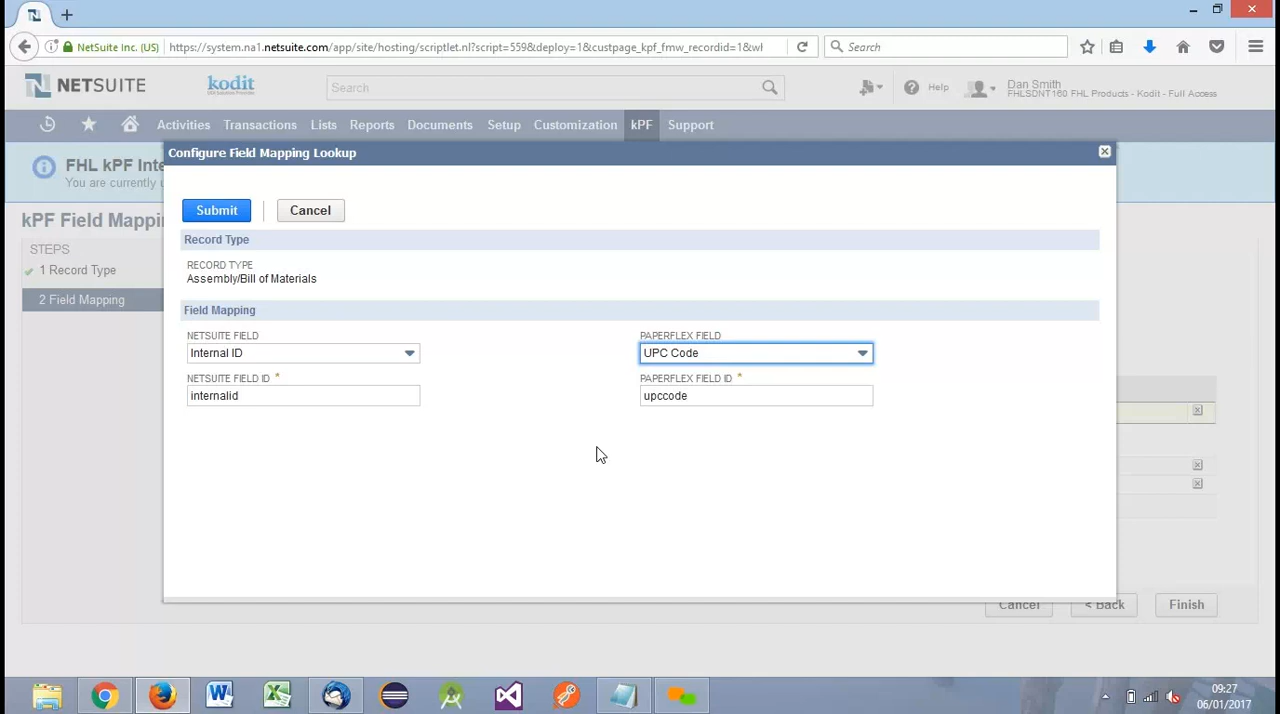 NetSuite Inc. (US)
https://system.na1.netsuite.com/app/site/hosting/scriptlet.nl?script=559&deploy=1&custpage_kpf_fmw_recordid=1&wl
Search
NETSUITE
kodit
Search
Help
Dan Smith
FHLSDNT160 FHL Products - Kodit - Full Access
Activities
Transactions
Lists
Reports
Documents
Setup
Customization
kPF
Support
FHL kPF Inte
You are currently u
Configure Field Mapping Lookup
kPF Field Mappi
STEPS
1 Record Type
2 Field Mapping
Submit
Cancel
Record Type
RECORD TYPE
Assembly/Bill of Materials
Field Mapping
NETSUITE FIELD
PAPERFLEX FIELD
Internal ID
UPC Code
NETSUITE FIELD ID *
PAPERFLEX FIELD ID *
internalid
upccode
Cancel
< Back
Finish
09:27
06/01/2017